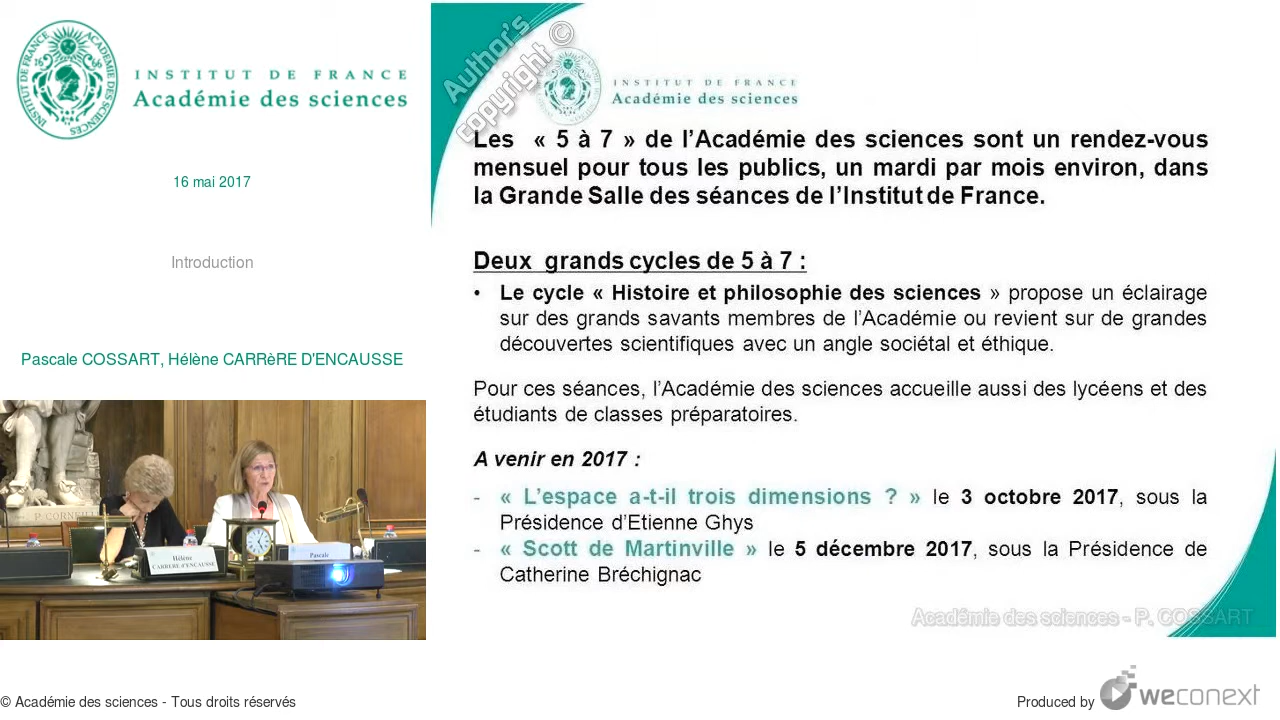 INSTITUT DE FRANCE
Académie des sciences
16 mai 2017
Introduction
Pascale COSSART, Hélène CARRèRE D'ENCAUSSE
P. CORNEILLE
Hélène
CARRERE d'ENCAUSSE
Pascale
Author's
copyright ©
INSTITUT DE FRANCE
Académie des sciences
Les « 5 à 7 » de l’Académie des sciences sont un rendez-vous
mensuel pour tous les publics, un mardi par mois environ, dans
la Grande Salle des séances de l’Institut de France.
Deux grands cycles de 5 à 7 :
• Le cycle « Histoire et philosophie des sciences » propose un éclairage
sur des grands savants membres de l’Académie ou revient sur de grandes
découvertes scientifiques avec un angle sociétal et éthique.
Pour ces séances, l’Académie des sciences accueille aussi des lycéens et des
étudiants de classes préparatoires.
A venir en 2017 :
- « L’espace a-t-il trois dimensions ? » le 3 octobre 2017, sous la
Présidence d’Etienne Ghys
- « Scott de Martinville » le 5 décembre 2017, sous la Présidence de
Catherine Bréchignac
Académie des sciences - P. COSSART
© Académie des sciences - Tous droits réservés
Produced by weconext